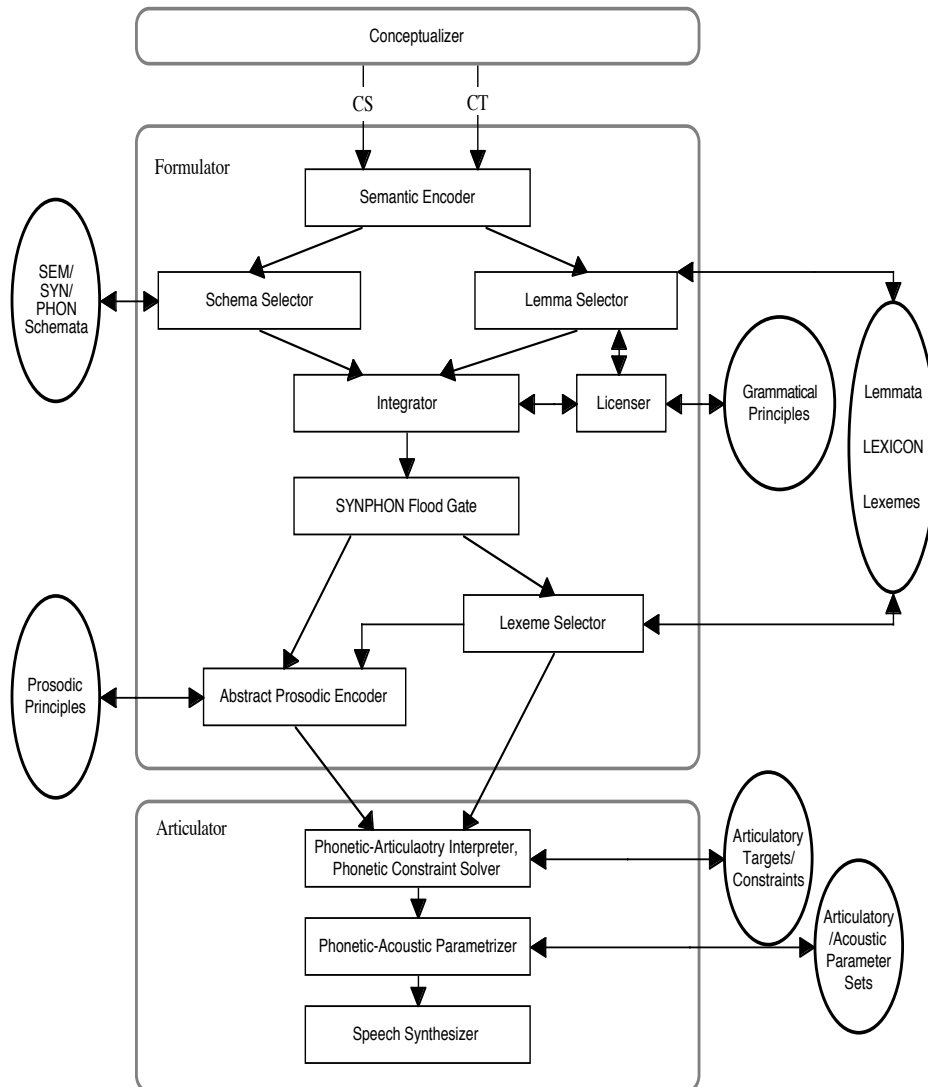 Conceptualizer
CS
CT
Formulator
Semantic Encoder
SEM/
SYN/
PHON
Schemata
Schema Selector
Lemma Selector
Integrator
Licenser
Grammatical
Principles
Lemmata
LEXICON
Lexemes
SYNPHON Flood Gate
Lexeme Selector
Prosodic
Principles
Abstract Prosodic Encoder
Articulator
Phonetic-Articulaotry Interpreter,
Phonetic Constraint Solver
Articulatory
Targets/
Constraints
Phonetic-Acoustic Parametrizer
Articulatory
/Acoustic
Parameter
Sets
Speech Synthesizer